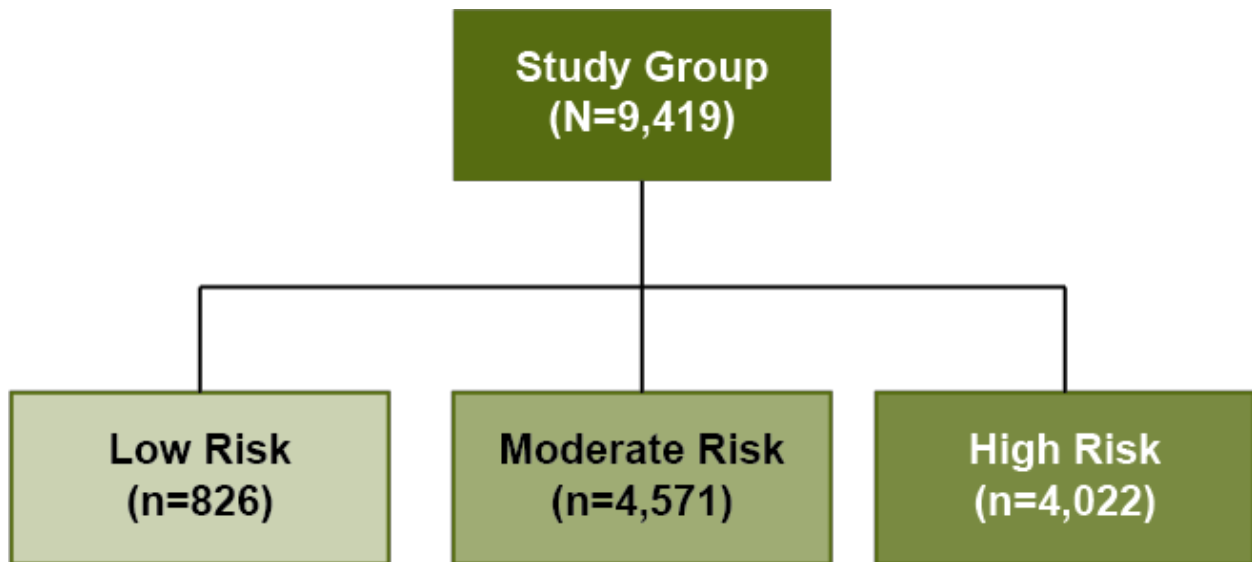 Study Group
(N=9,419)
Low Risk
(n=826)
Moderate Risk
(n=4,571)
High Risk
(n=4,022)